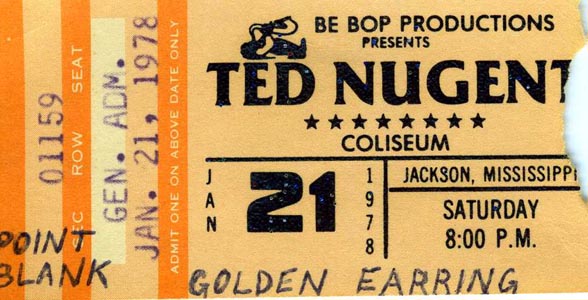 SEC ROW SEAT
01159
GEN. ADM.
JAN. 21, 1978
ADMIT ONE ON ABOVE DATE ONLY
BE BOP PRODUCTIONS
PRESENTS
TED NUGENT
COLISEUM
JAN
21
1978
JACKSON, MISSISSIPPI
SATURDAY
8:00 P.M.
POINT
BLANK
GOLDEN EARRING